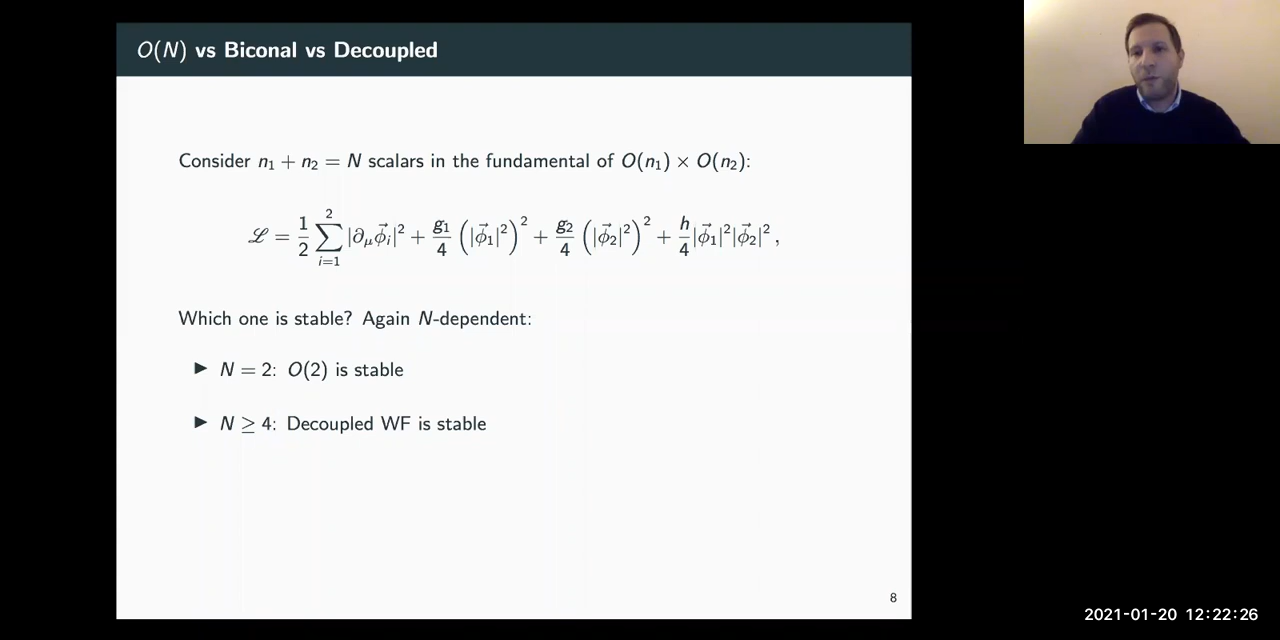 O(N) vs Biconal vs Decoupled
Consider n₁ + n₂ = N scalars in the fundamental of O(n₁) × O(n₂):
ℒ = 1/2 ∑_{i=1}^{2} |∂_μ φ⃗_i|² + g₁/4 (|φ⃗₁|²)² + g₂/4 (|φ⃗₂|²)² + h/4 |φ⃗₁|²|φ⃗₂|² ,
Which one is stable? Again N-dependent:
▶ N = 2: O(2) is stable
▶ N ≥ 4: Decoupled WF is stable
8
2021-01-20 12:22:26